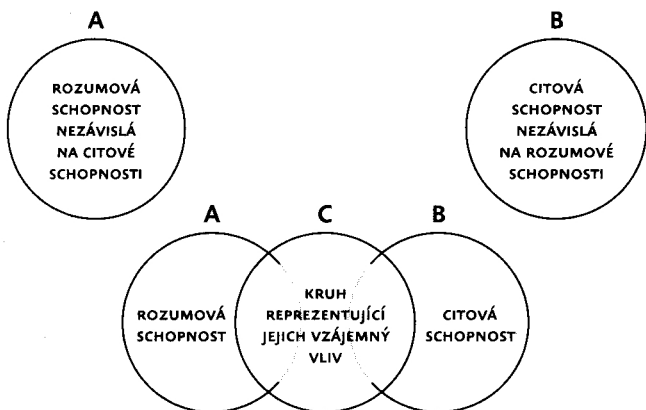 A
ROZUMOVÁ
SCHOPNOST
NEZÁVISLÁ
NA CITOVÉ
SCHOPNOSTI
B
CITOVÁ
SCHOPNOST
NEZÁVISLÁ
NA ROZUMOVÉ
SCHOPNOSTI
A
ROZUMOVÁ
SCHOPNOST
C
KRUH
REPREZENTUJÍCÍ
JEJICH VZÁJEMNÝ
VLIV
B
CITOVÁ
SCHOPNOST